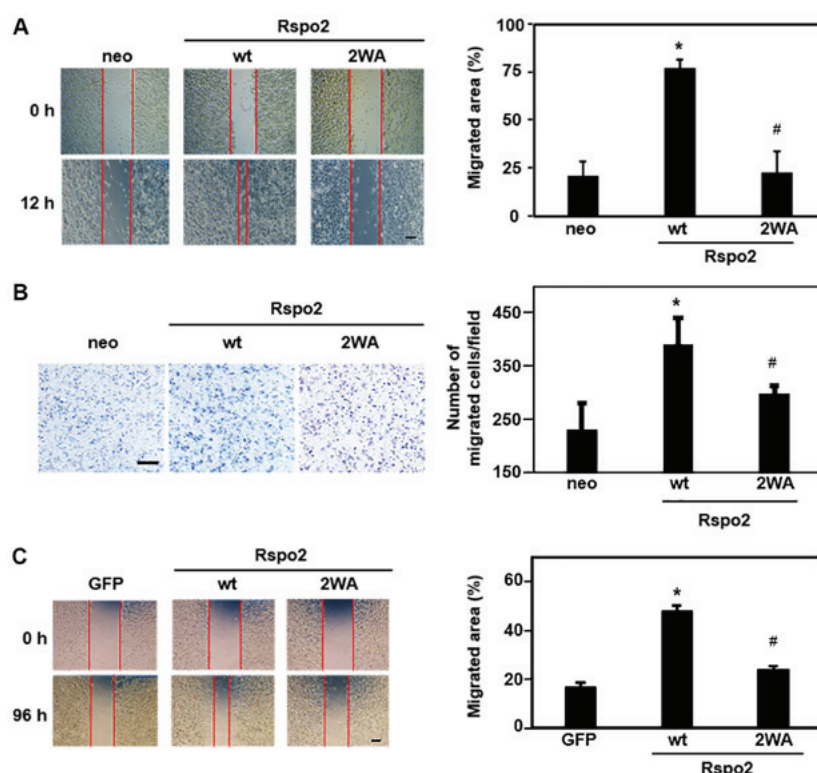 A
Rspo2
neo wt 2WA
0 h
12 h
Migrated area (%)
100
75
50
25
0
*
#
neo wt 2WA
Rspo2
B
Rspo2
neo wt 2WA
Number of
migrated cells/field
450
350
230
150
*
#
neo wt 2WA
Rspo2
C
Rspo2
GFP wt 2WA
0 h
96 h
Migrated area (%)
60
40
20
0
*
#
GFP wt 2WA
Rspo2